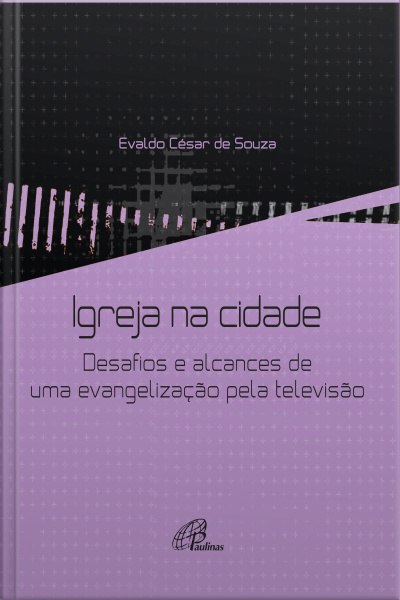 Evaldo César de Souza
Igreja na cidade
Desafios e alcances de
uma evangelização pela televisão
Paulinas